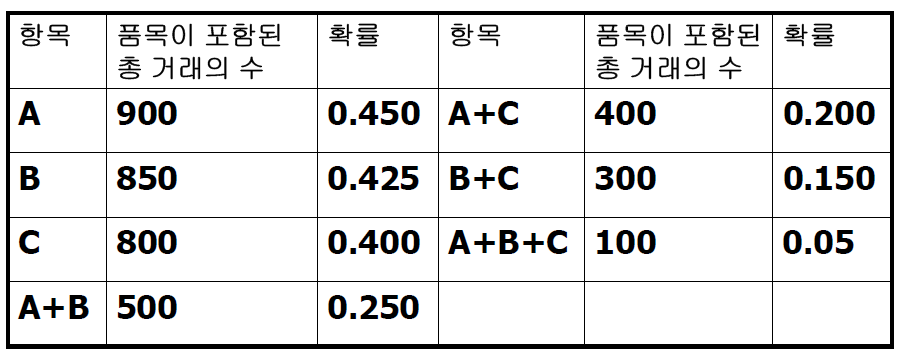 항목 품목이 포함된 총 거래의 수 확률 항목 품목이 포함된 총 거래의 수 확률
A 900 0.450 A+C 400 0.200
B 850 0.425 B+C 300 0.150
C 800 0.400 A+B+C 100 0.05
A+B 500 0.250